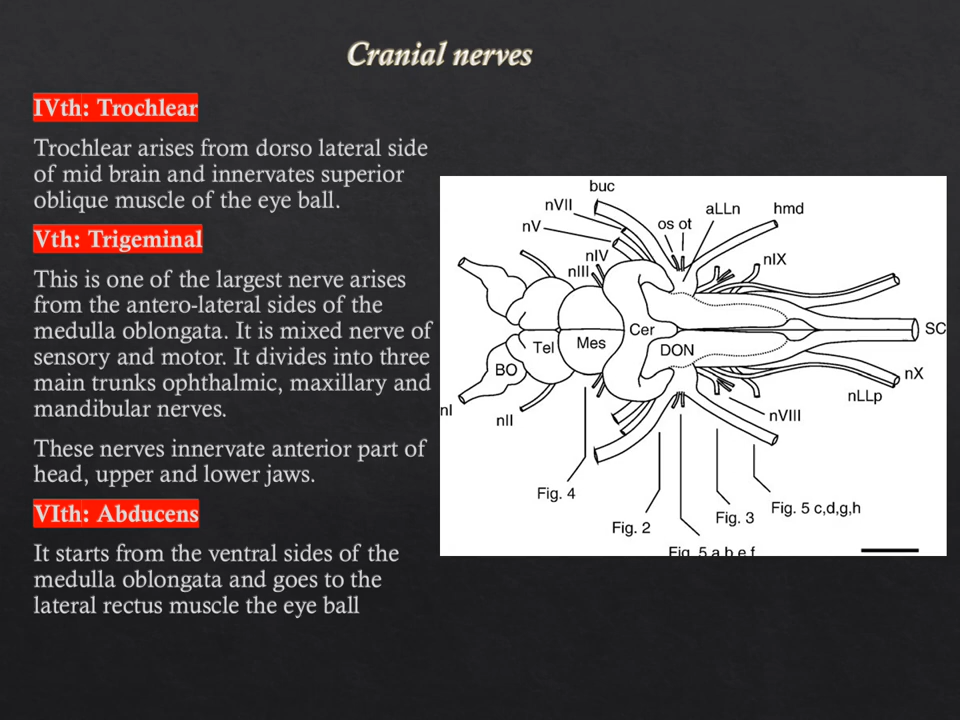 Cranial nerves
IVth: Trochlear
Trochlear arises from dorso lateral side
of mid brain and innervates superior
oblique muscle of the eye ball.
Vth: Trigeminal
This is one of the largest nerve arises
from the antero-lateral sides of the
medulla oblongata. It is mixed nerve of
sensory and motor. It divides into three
main trunks ophthalmic, maxillary and
mandibular nerves.
These nerves innervate anterior part of
head, upper and lower jaws.
VIth: Abducens
It starts from the ventral sides of the
medulla oblongata and goes to the
lateral rectus muscle the eye ball
buc
nVII
aLLn
hmd
nV
os ot
nIV
nIX
nIII
Cer
SC
Tel
Mes
DON
BO
nX
nLLp
nI
nII
nVIII
Fig. 4
Fig. 2
Fig. 3
Fig. 5 c,d,g,h
Fig. 5 a,b,e,f